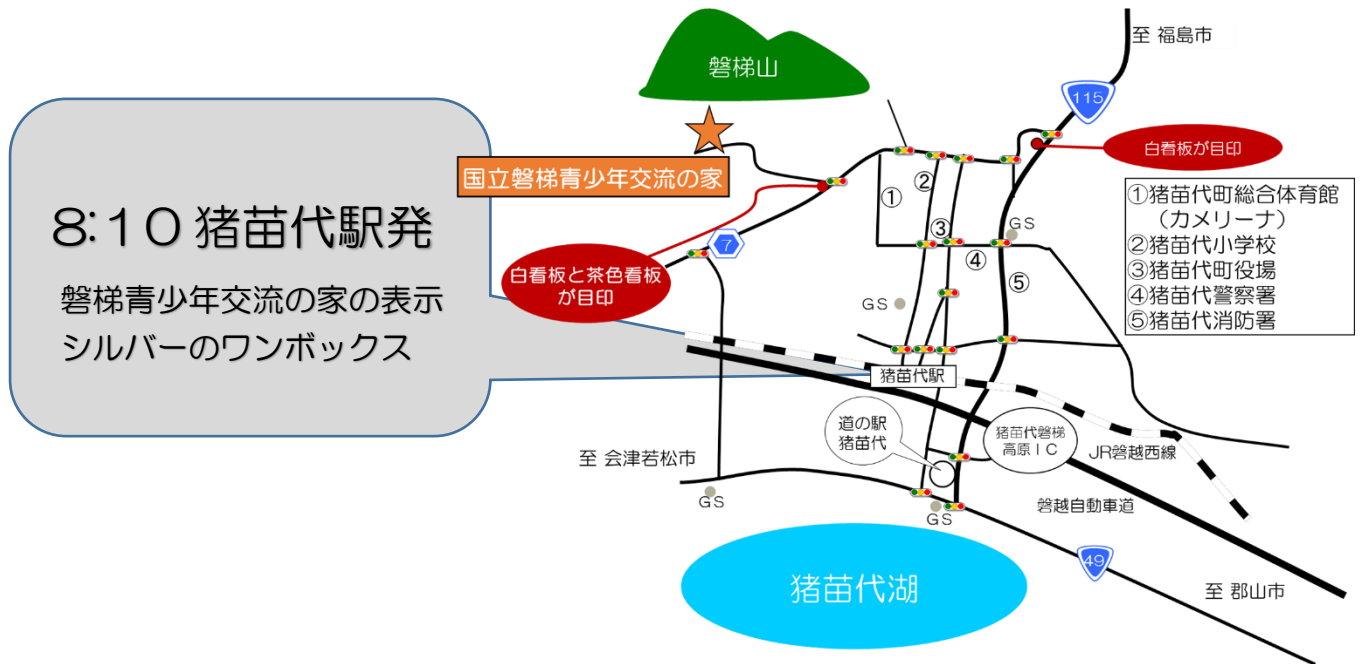 磐梯山
至 福島市
115
白看板が目印
国立磐梯青少年交流の家
8:10 猪苗代駅発
磐梯青少年交流の家の表示
シルバーのワンボックス
7
白看板と茶色看板
が目印
①
②
③
④
⑤
GS
GS
①猪苗代町総合体育館
（カメリーナ）
②猪苗代小学校
③猪苗代町役場
④猪苗代警察署
⑤猪苗代消防署
猪苗代駅
道の駅
猪苗代
猪苗代磐梯
高原IC
JR磐越西線
至 会津若松市
GS
GS
磐越自動車道
49
猪苗代湖
至 郡山市